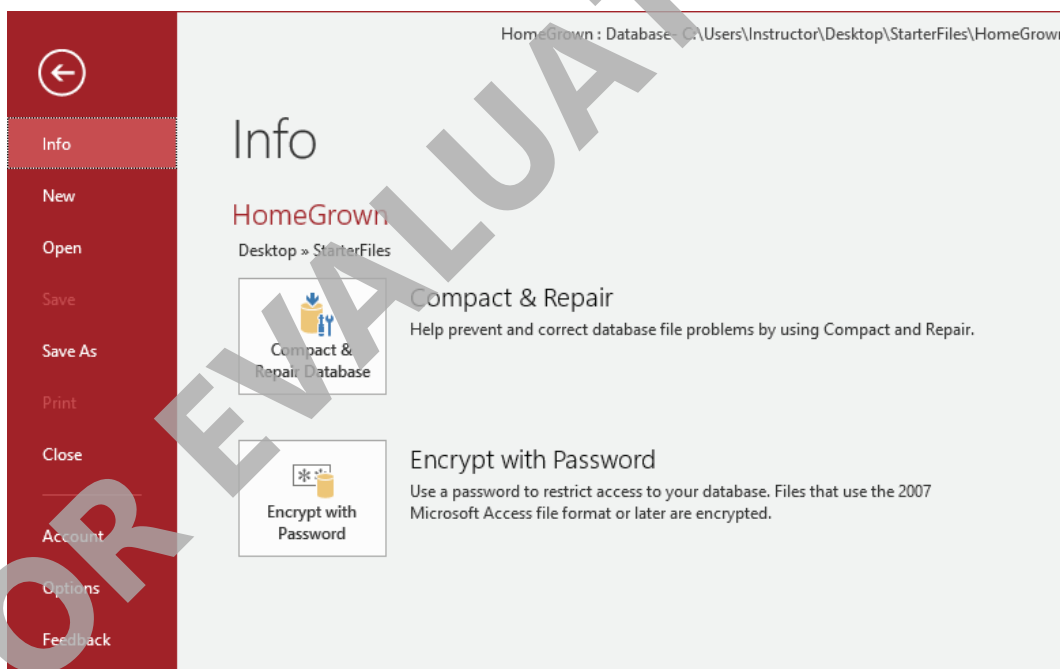 HomeGrown : Database- C:\Users\Instructor\Desktop\StarterFiles\HomeGrown
Info
New
Open
Save
Save As
Print
Close
Account
Options
Feedback
Info
HomeGrown
Desktop » StarterFiles
Compact &
Repair Database
Compact & Repair
Help prevent and correct database file problems by using Compact and Repair.
Encrypt with
Password
Encrypt with Password
Use a password to restrict access to your database. Files that use the 2007
Microsoft Access file format or later are encrypted.
OR EVALUAT